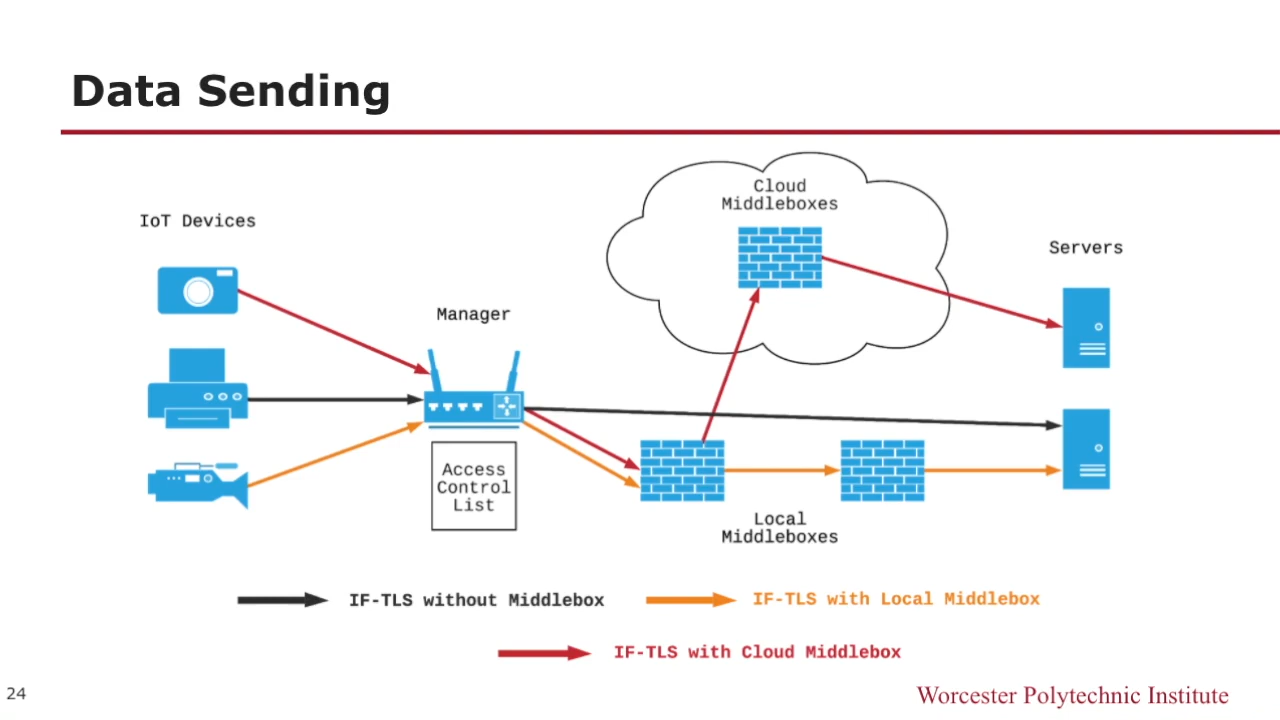 Data Sending
Cloud
Middleboxes
IoT Devices
Servers
Manager
Access
Control
List
Local
Middleboxes
IF-TLS without Middlebox
IF-TLS with Local Middlebox
IF-TLS with Cloud Middlebox
24
Worcester Polytechnic Institute